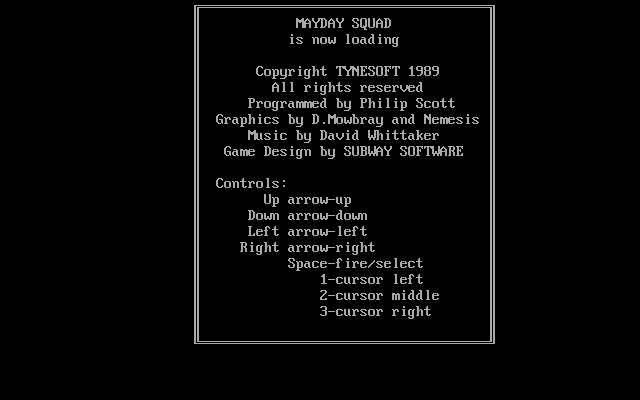 MAYDAY SQUAD
is now loading
Copyright TYNESOFT 1989
All rights reserved
Programmed by Philip Scott
Graphics by D.Mowbray and Nemesis
Music by David Whittaker
Game Design by SUBWAY SOFTWARE
Controls:
Up arrow-up
Down arrow-down
Left arrow-left
Right arrow-right
Space-fire/select
1-cursor left
2-cursor middle
3-cursor right